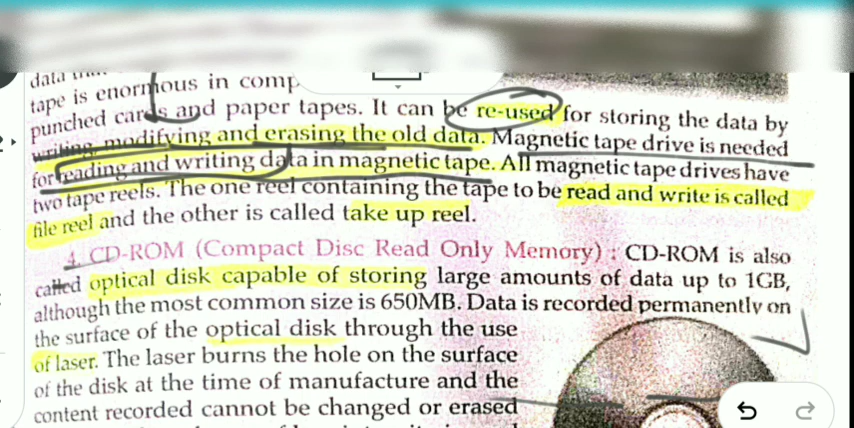 data
tape is enormous in comp
punched cards and paper tapes. It can be re-used for storing the data by
writing, modifying and erasing the old data. Magnetic tape drive is needed
for reading and writing data in magnetic tape. All magnetic tape drives have
two tape reels. The one reel containing the tape to be read and write is called
file reel and the other is called take up reel.
4. CD-ROM (Compact Disc Read Only Memory) : CD-ROM is also
called optical disk capable of storing large amounts of data up to 1GB,
although the most common size is 650MB. Data is recorded permanently on
the surface of the optical disk through the use
of laser. The laser burns the hole on the surface
of the disk at the time of manufacture and the
content recorded cannot be changed or erased